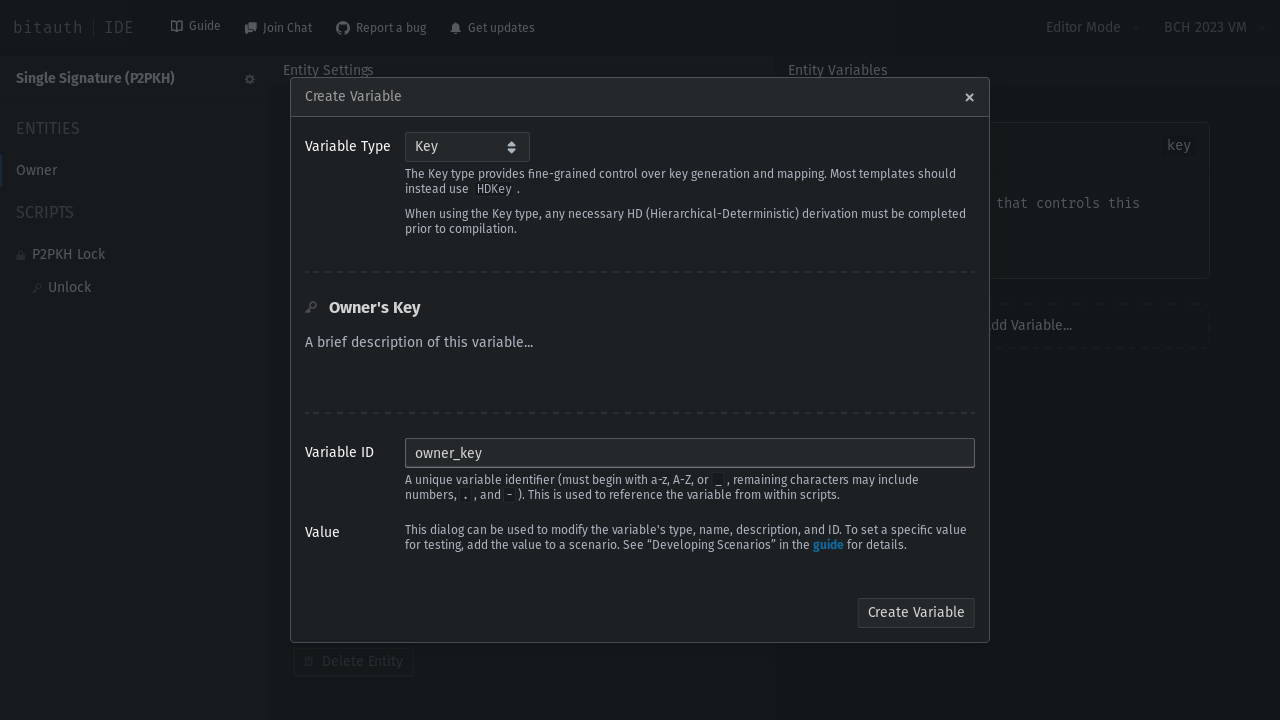 bitauth | IDE
Guide
Join Chat
Report a bug
Get updates
Editor Mode
BCH 2023 VM
Single Signature (P2PKH)
ENTITIES
Owner
SCRIPTS
P2PKH Lock
Unlock
Entity Settings
Entity Variables
key
that controls this
Add Variable...
Delete Entity
Create Variable
Variable Type
Key
The Key type provides fine-grained control over key generation and mapping. Most templates should
instead use HDKey.
When using the Key type, any necessary HD (Hierarchical-Deterministic) derivation must be completed
prior to compilation.
Owner's Key
A brief description of this variable...
Variable ID
owner_key
A unique variable identifier (must begin with a-z, A-Z, or _, remaining characters may include
numbers, ., and -). This is used to reference the variable from within scripts.
Value
This dialog can be used to modify the variable's type, name, description, and ID. To set a specific value
for testing, add the value to a scenario. See “Developing Scenarios” in the guide for details.
Create Variable